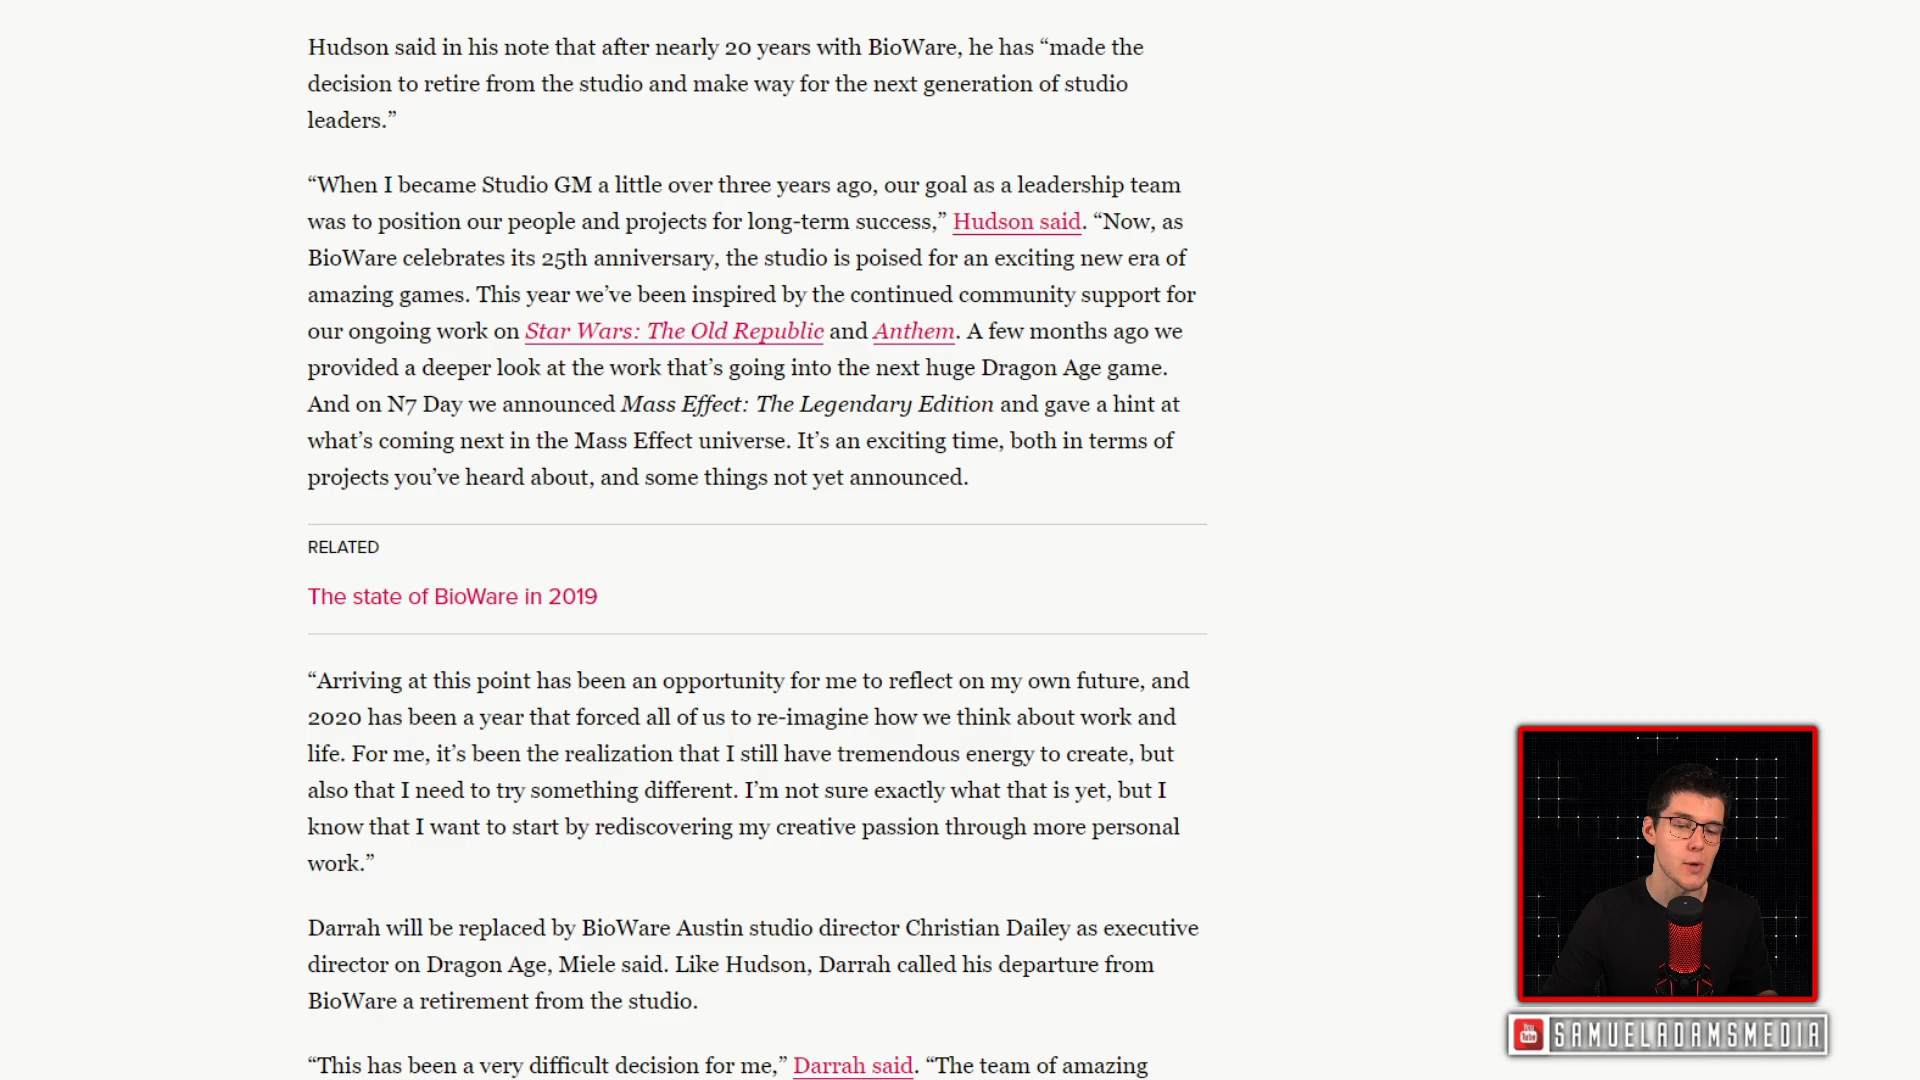 Hudson said in his note that after nearly 20 years with BioWare, he has “made the
decision to retire from the studio and make way for the next generation of studio
leaders.”
“When I became Studio GM a little over three years ago, our goal as a leadership team
was to position our people and projects for long-term success,” Hudson said. “Now, as
BioWare celebrates its 25th anniversary, the studio is poised for an exciting new era of
amazing games. This year we’ve been inspired by the continued community support for
our ongoing work on Star Wars: The Old Republic and Anthem. A few months ago we
provided a deeper look at the work that’s going into the next huge Dragon Age game.
And on N7 Day we announced Mass Effect: The Legendary Edition and gave a hint at
what’s coming next in the Mass Effect universe. It’s an exciting time, both in terms of
projects you’ve heard about, and some things not yet announced.
RELATED
The state of BioWare in 2019
“Arriving at this point has been an opportunity for me to reflect on my own future, and
2020 has been a year that forced all of us to re-imagine how we think about work and
life. For me, it’s been the realization that I still have tremendous energy to create, but
also that I need to try something different. I’m not sure exactly what that is yet, but I
know that I want to start by rediscovering my creative passion through more personal
work.”
Darrah will be replaced by BioWare Austin studio director Christian Dailey as executive
director on Dragon Age, Miele said. Like Hudson, Darrah called his departure from
BioWare a retirement from the studio.
“This has been a very difficult decision for me,” Darrah said. “The team of amazing
You Tube SAMUELADAMSMEDIA